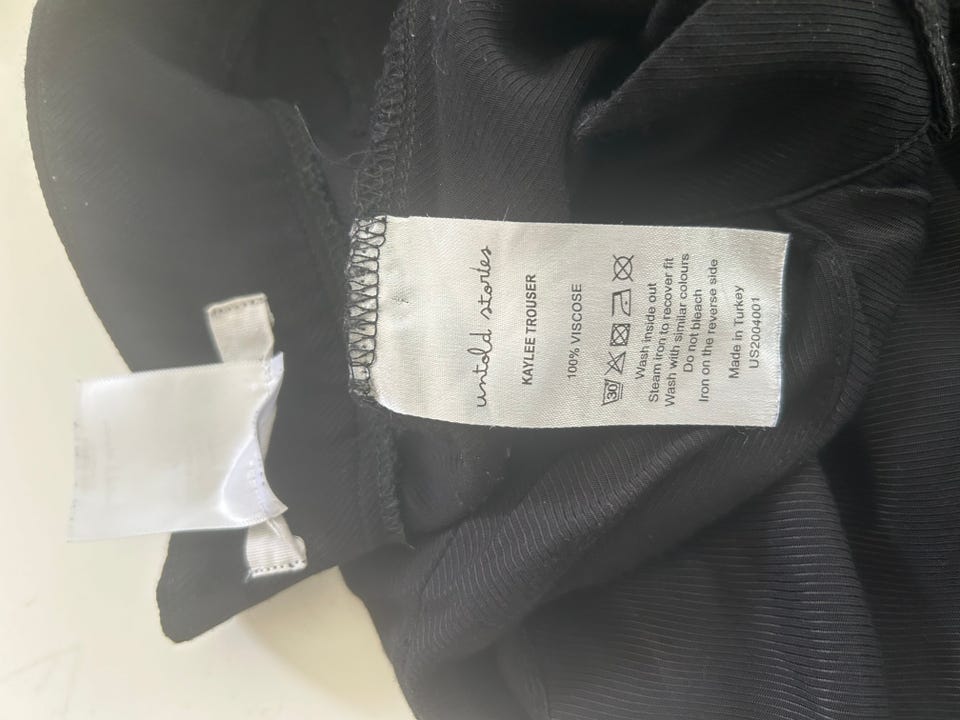 untold stories
KAYLEE TROUSER
100% VISCOSE
30
Wash inside out
Steam iron to recover fit
Wash with similar colours
Do not bleach
Iron on the reverse side
Made in Turkey
US2004001